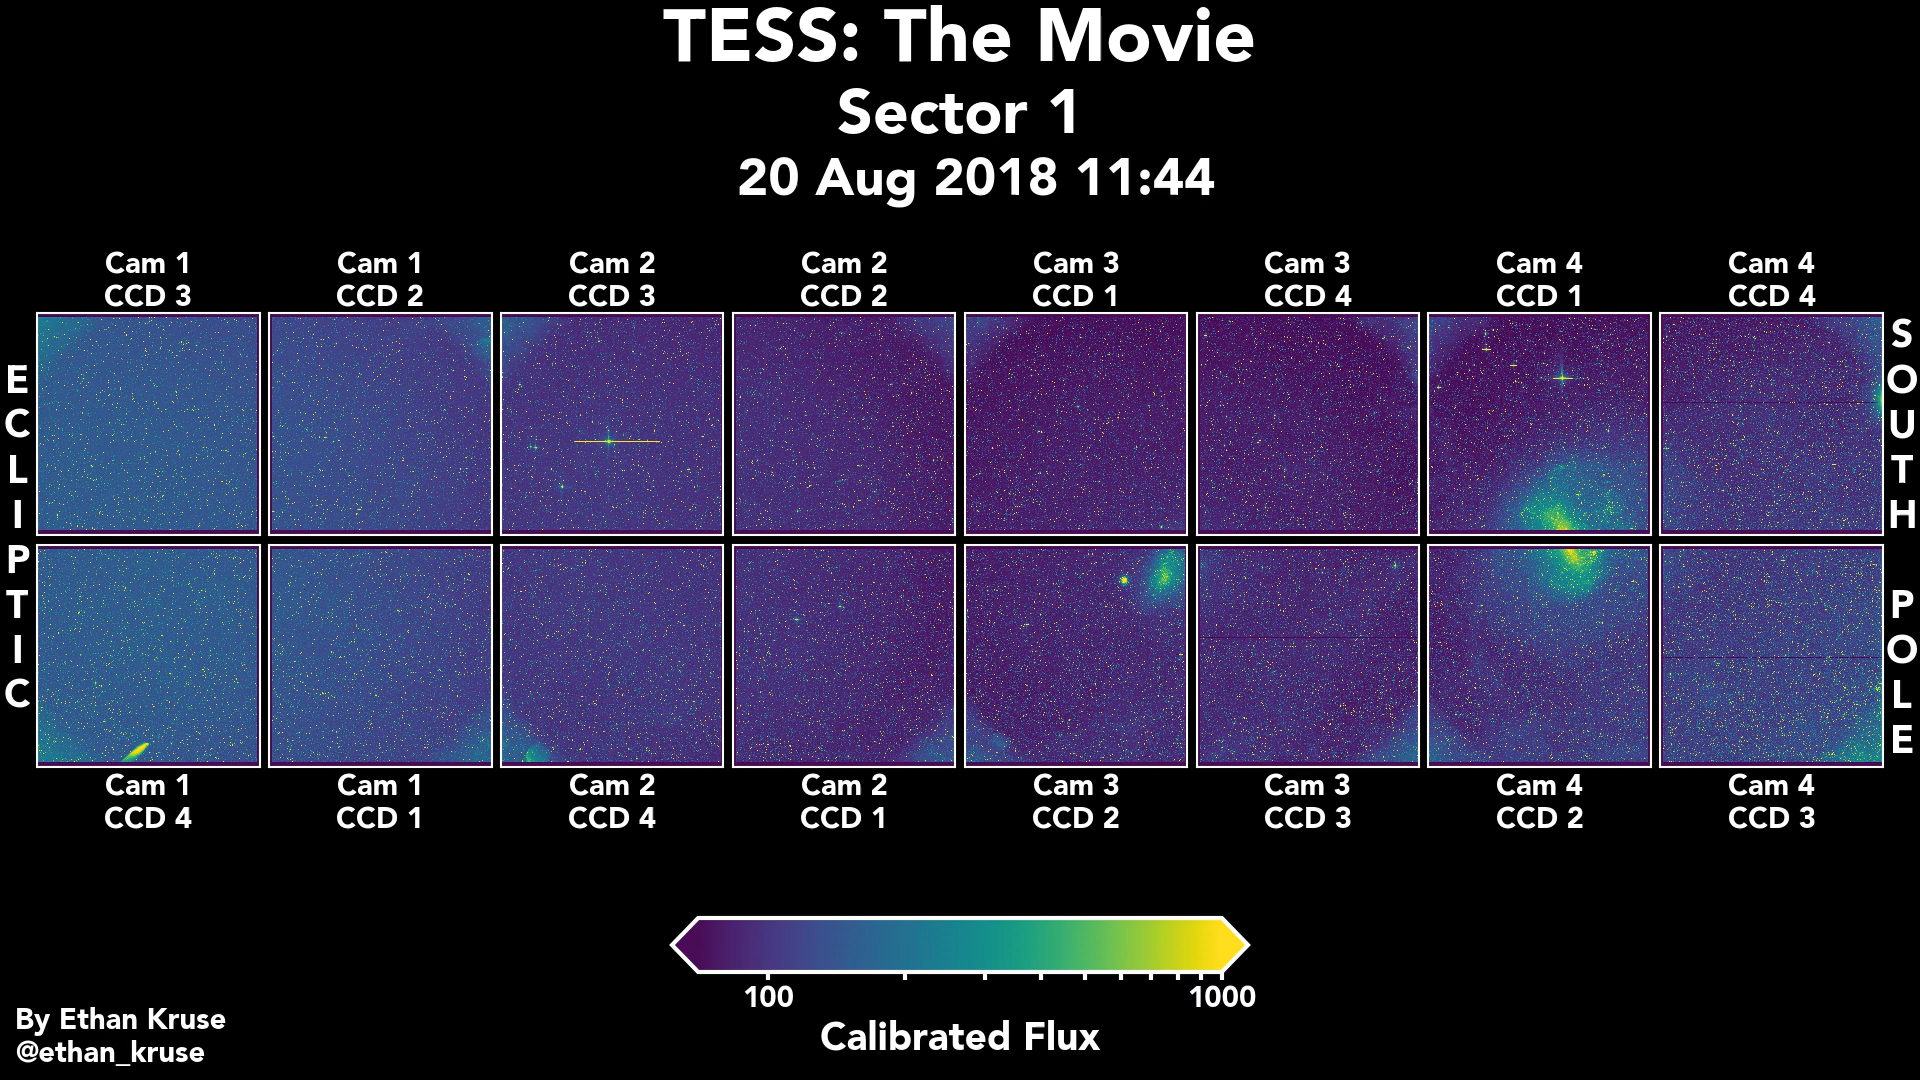 TESS: The Movie
Sector 1
20 Aug 2018 11:44
Cam 1 CCD 3
Cam 1 CCD 2
Cam 2 CCD 3
Cam 2 CCD 2
Cam 3 CCD 1
Cam 3 CCD 4
Cam 4 CCD 1
Cam 4 CCD 4
ECLIPTIC
SOUTH POLE
Cam 1 CCD 4
Cam 1 CCD 1
Cam 2 CCD 4
Cam 2 CCD 1
Cam 3 CCD 2
Cam 3 CCD 3
Cam 4 CCD 2
Cam 4 CCD 3
100 1000
Calibrated Flux
By Ethan Kruse
@ethan_kruse